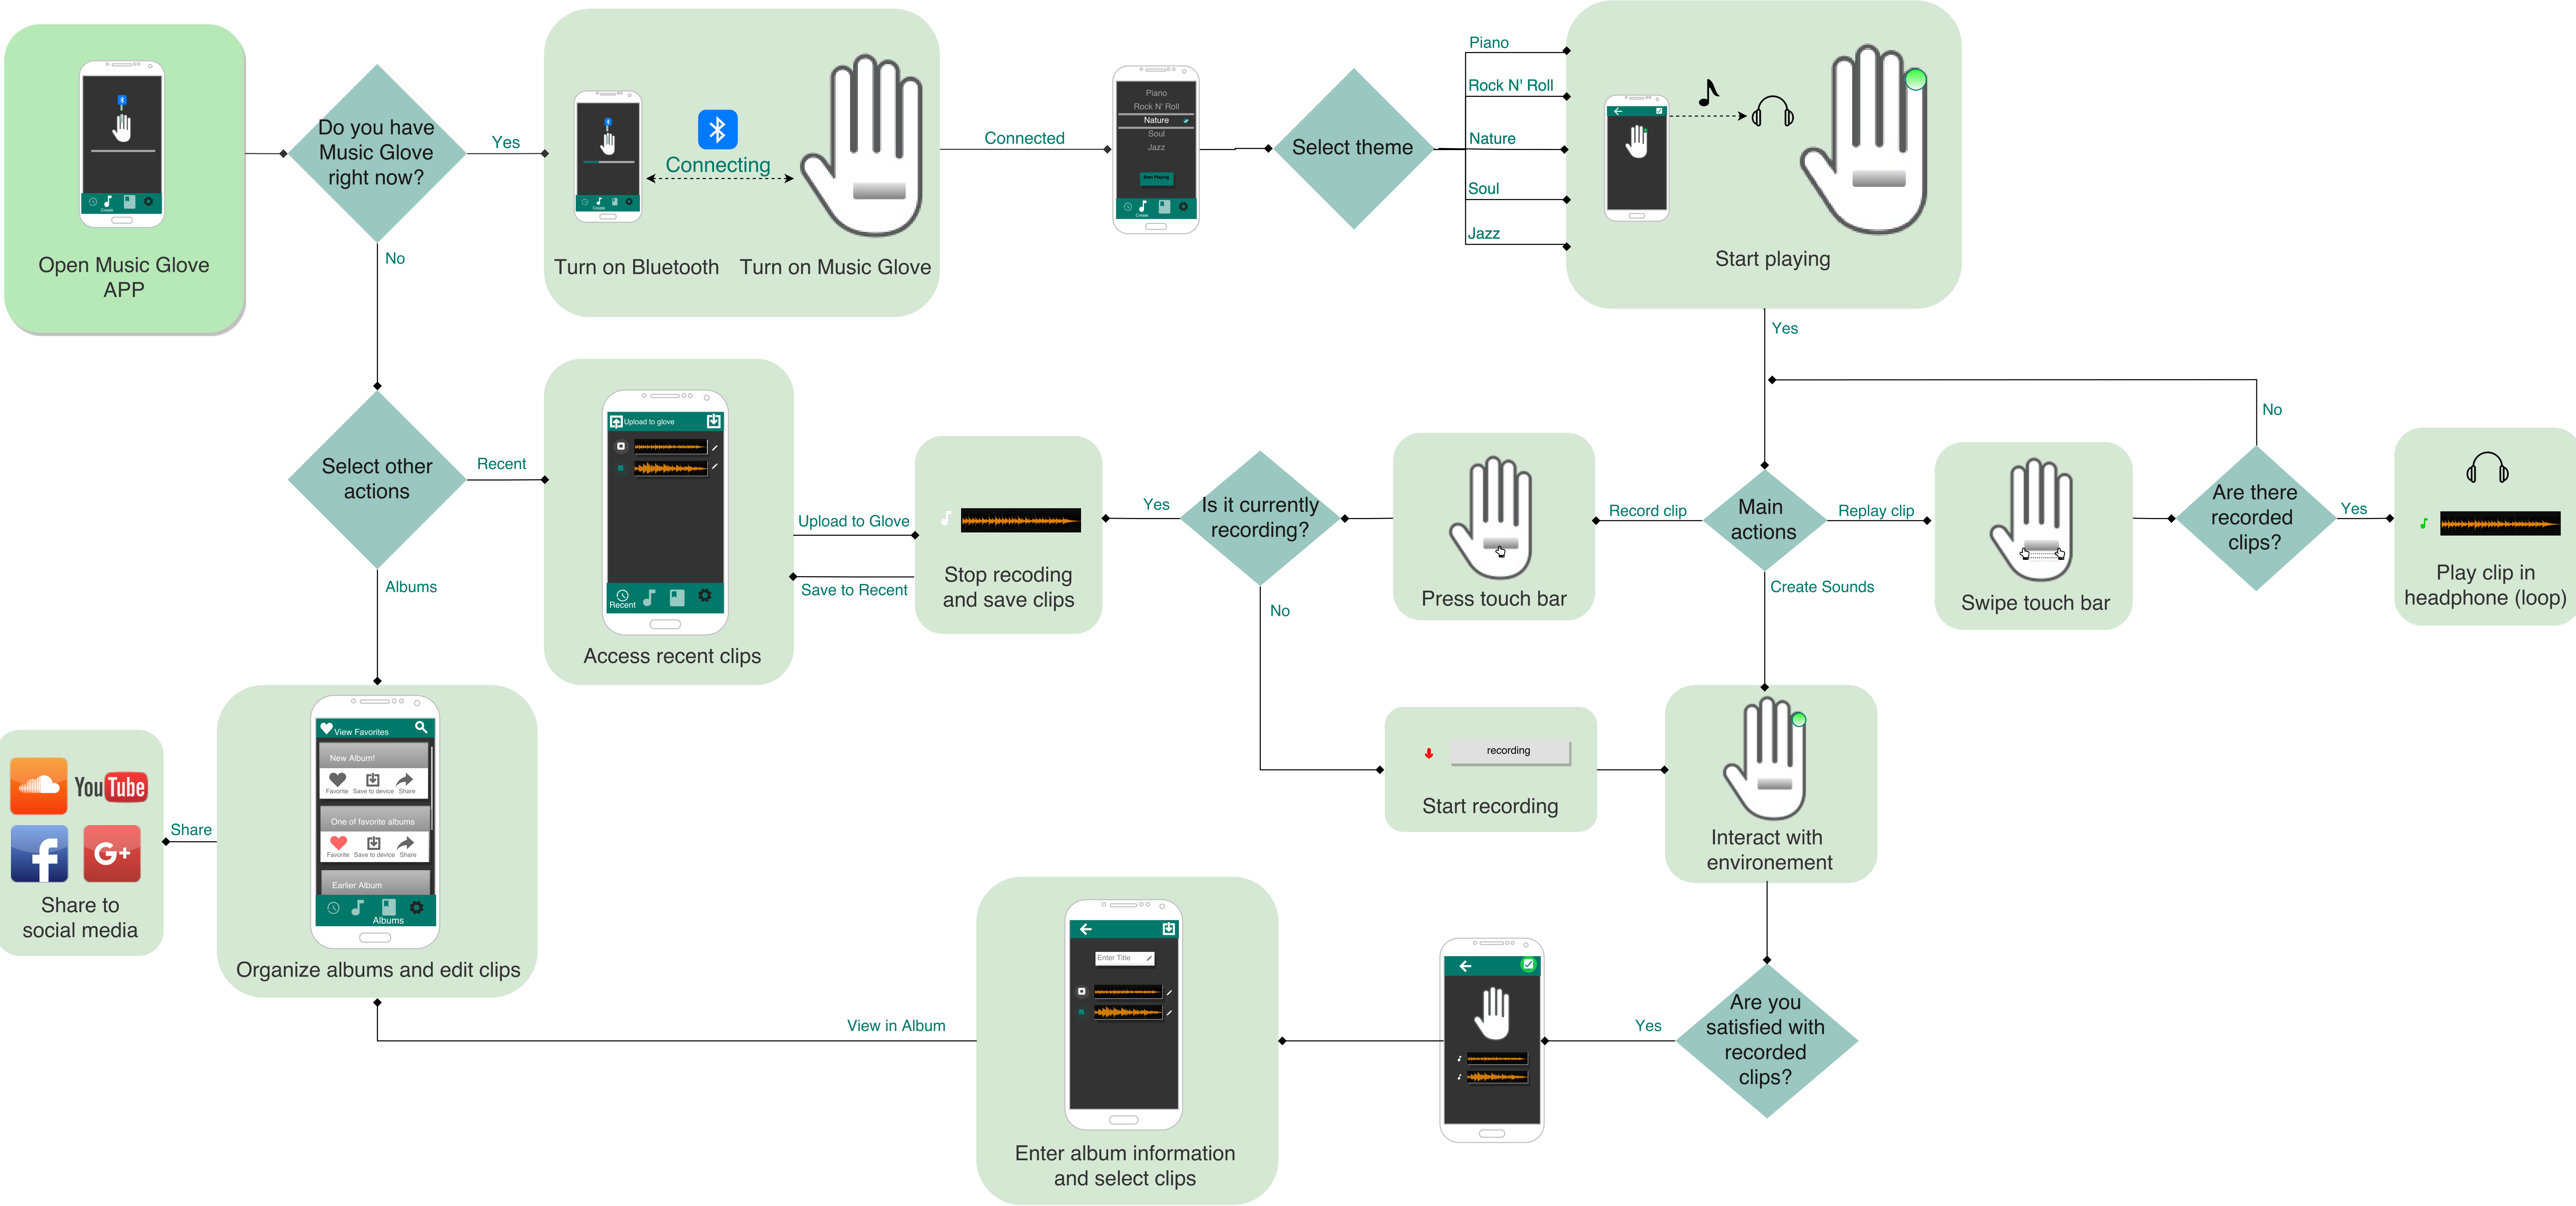 Open Music Glove
APP
Create
Do you have
Music Glove
right now?
Yes
No
Create
Connecting
Turn on Bluetooth
Turn on Music Glove
Connected
Piano
Rock N' Roll
Nature
Soul
Jazz
Start Playing
Create
Select theme
Piano
Rock N' Roll
Nature
Soul
Jazz
Start playing
Yes
Select other
actions
Recent
Albums
Upload to glove
Recent
Access recent clips
Upload to Glove
Save to Recent
Stop recoding
and save clips
Yes
Is it currently
recording?
No
Press touch bar
Record clip
Main
actions
Replay clip
Create Sounds
Swipe touch bar
Are there
recorded
clips?
No
Yes
Play clip in
headphone (loop)
recording
Start recording
Interact with
environement
Are you
satisfied with
recorded
clips?
Yes
Enter Title
Enter album information
and select clips
View in Album
View Favorites
New Album!
Favorite
Save to device
Share
One of favorite albums
Favorite
Save to device
Share
Earlier Album
Albums
Organize albums and edit clips
Share
YouTube
f
G+
Share to
social media